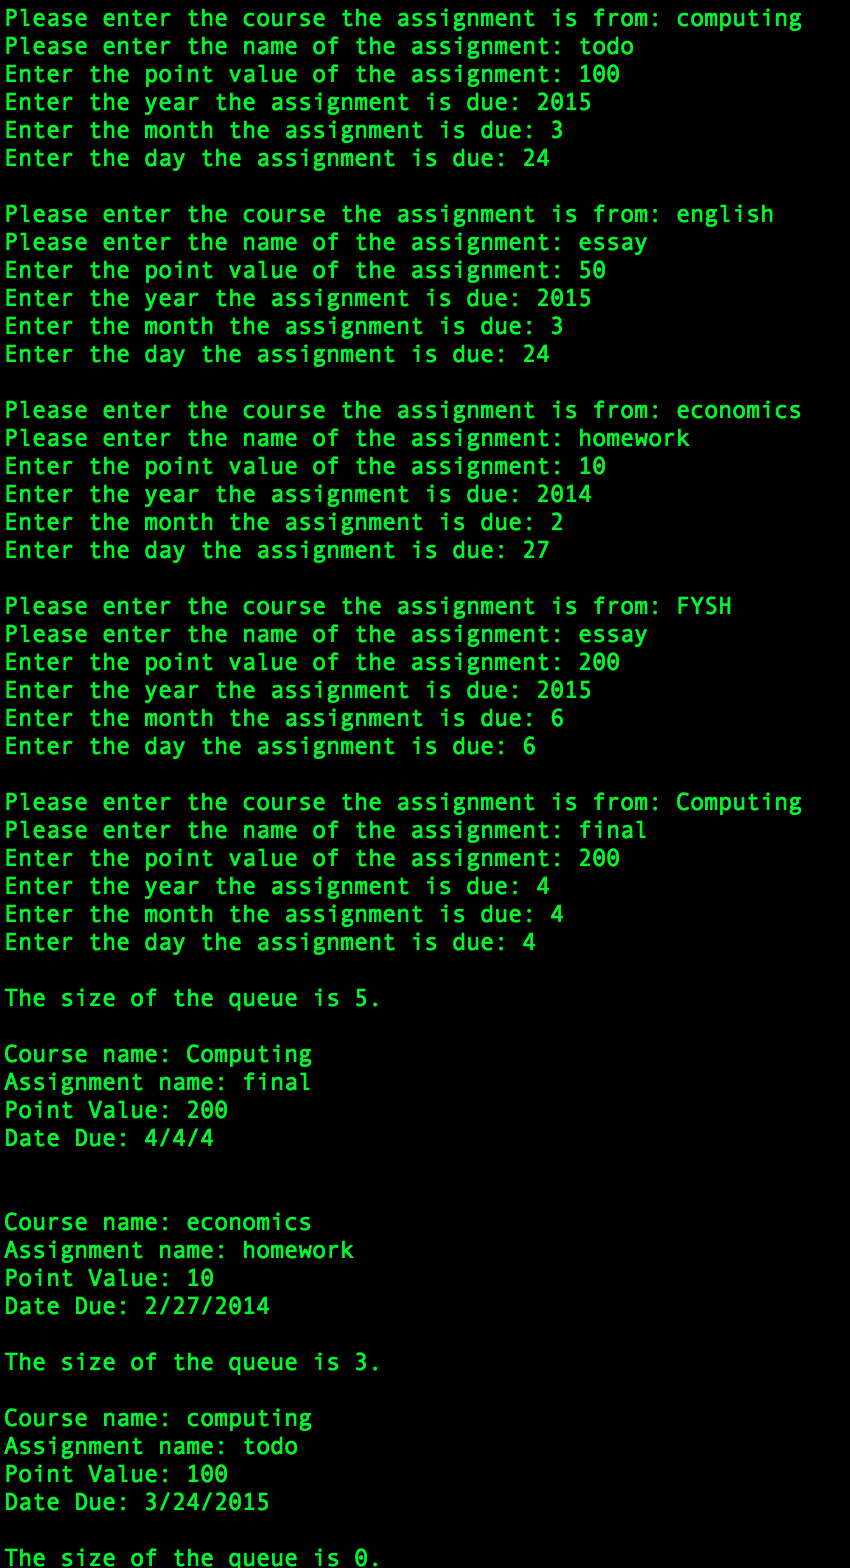 Please enter the course the assignment is from: computing
Please enter the name of the assignment: todo
Enter the point value of the assignment: 100
Enter the year the assignment is due: 2015
Enter the month the assignment is due: 3
Enter the day the assignment is due: 24
Please enter the course the assignment is from: english
Please enter the name of the assignment: essay
Enter the point value of the assignment: 50
Enter the year the assignment is due: 2015
Enter the month the assignment is due: 3
Enter the day the assignment is due: 24
Please enter the course the assignment is from: economics
Please enter the name of the assignment: homework
Enter the point value of the assignment: 10
Enter the year the assignment is due: 2014
Enter the month the assignment is due: 2
Enter the day the assignment is due: 27
Please enter the course the assignment is from: FYSH
Please enter the name of the assignment: essay
Enter the point value of the assignment: 200
Enter the year the assignment is due: 2015
Enter the month the assignment is due: 6
Enter the day the assignment is due: 6
Please enter the course the assignment is from: Computing
Please enter the name of the assignment: final
Enter the point value of the assignment: 200
Enter the year the assignment is due: 4
Enter the month the assignment is due: 4
Enter the day the assignment is due: 4
The size of the queue is 5.
Course name: Computing
Assignment name: final
Point Value: 200
Date Due: 4/4/4
Course name: economics
Assignment name: homework
Point Value: 10
Date Due: 2/27/2014
The size of the queue is 3.
Course name: computing
Assignment name: todo
Point Value: 100
Date Due: 3/24/2015
The size of the queue is 0.